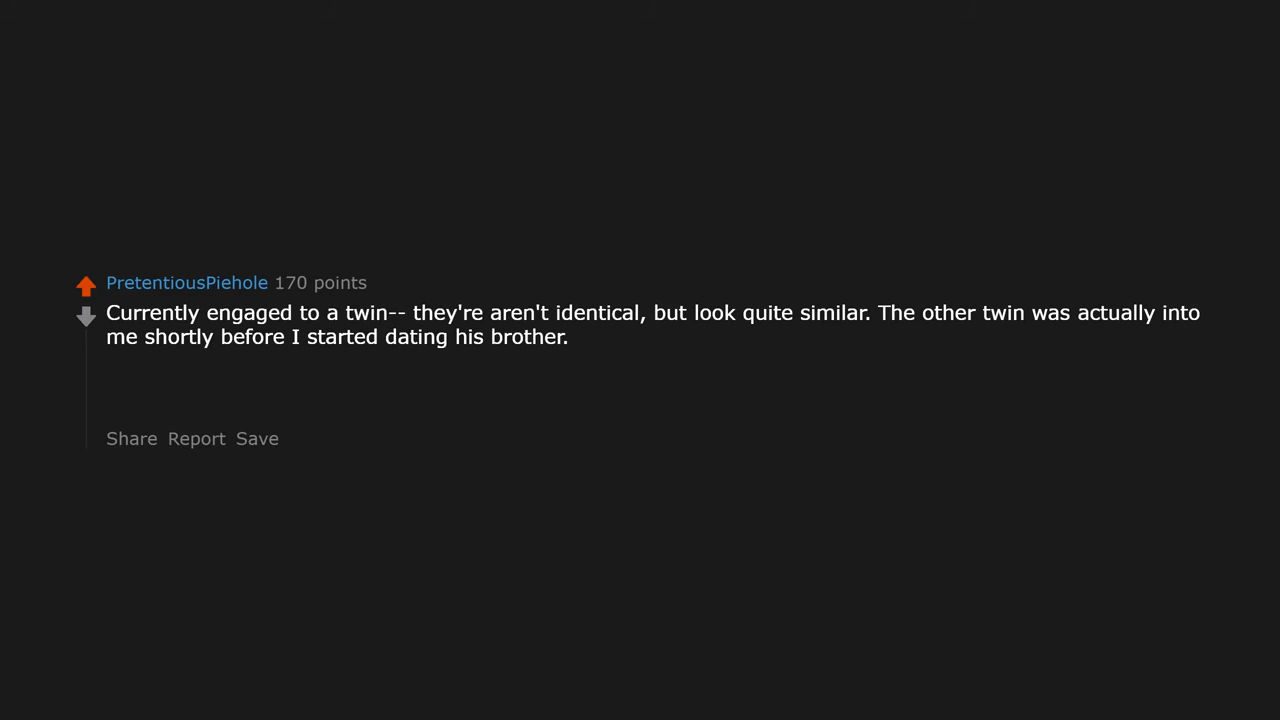 PretentiousPiehole 170 points
Currently engaged to a twin-- they're aren't identical, but look quite similar. The other twin was actually into
me shortly before I started dating his brother.
Share Report Save